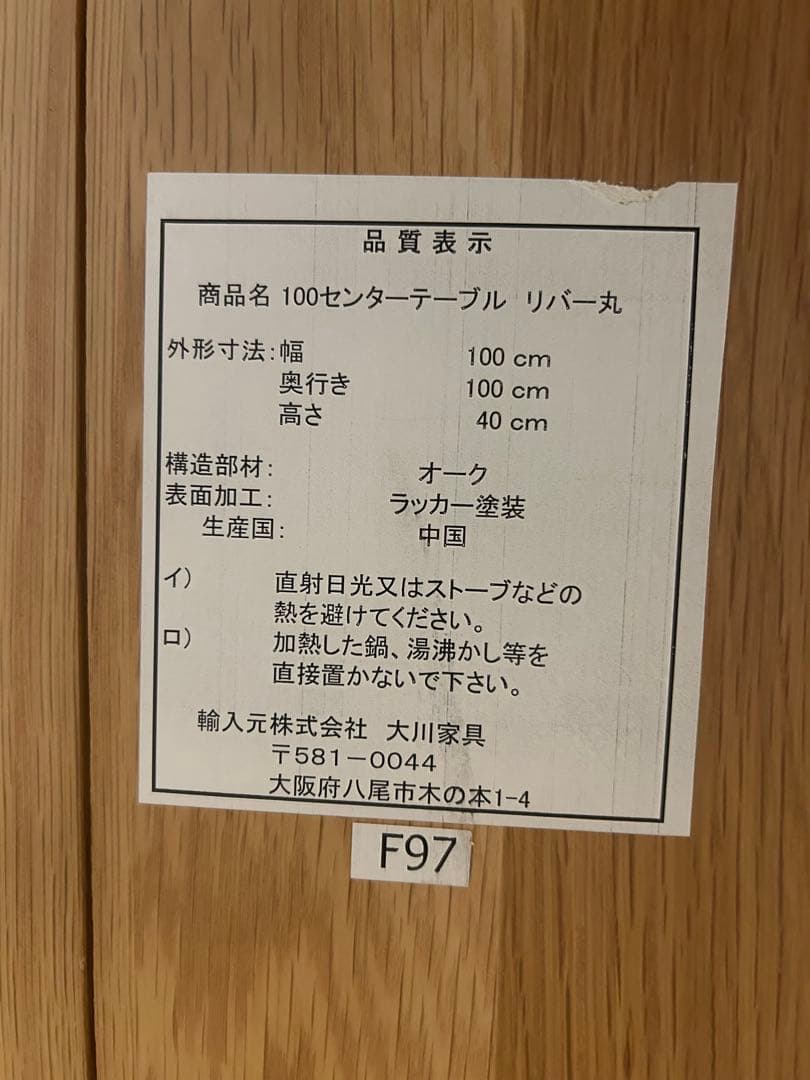 品質表示
商品名 100センターテーブル リバー丸
外形寸法:幅 100 cm
奥行き 100 cm
高さ 40 cm
構造部材: オーク
表面加工: ラッカー塗装
生産国: 中国
イ) 直射日光又はストーブなどの
熱を避けてください。
ロ) 加熱した鍋、湯沸かし等を
直接置かないで下さい。
輸入元株式会社 大川家具
〒581-0044
大阪府八尾市木の本1-4
F97